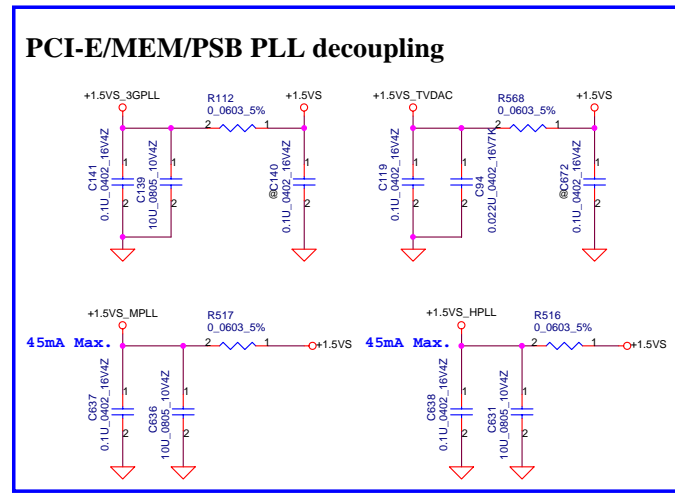 PCI-E/MEM/PSB PLL decoupling
+1.5VS_3GPLL
R112
0_0603_5%
+1.5VS
2
1
C141
0.1U_0402_16V4Z
1
2
C139
10U_0805_10V4Z
1
2
@C140
0.1U_0402_16V4Z
1
2
+1.5VS_TVDAC
R568
0_0603_5%
+1.5VS
2
1
C119
0.1U_0402_16V4Z
1
2
C94
0.022U_0402_16V7K
1
2
@C672
0.1U_0402_16V4Z
1
2
+1.5VS_MPLL
R517
0_0603_5%
45mA Max.
2
1
+1.5VS
C637
0.1U_0402_16V4Z
1
2
C636
10U_0805_10V4Z
1
2
+1.5VS_HPLL
R516
0_0603_5%
45mA Max.
2
1
+1.5VS
C638
0.1U_0402_16V4Z
1
2
C631
10U_0805_10V4Z
1
2